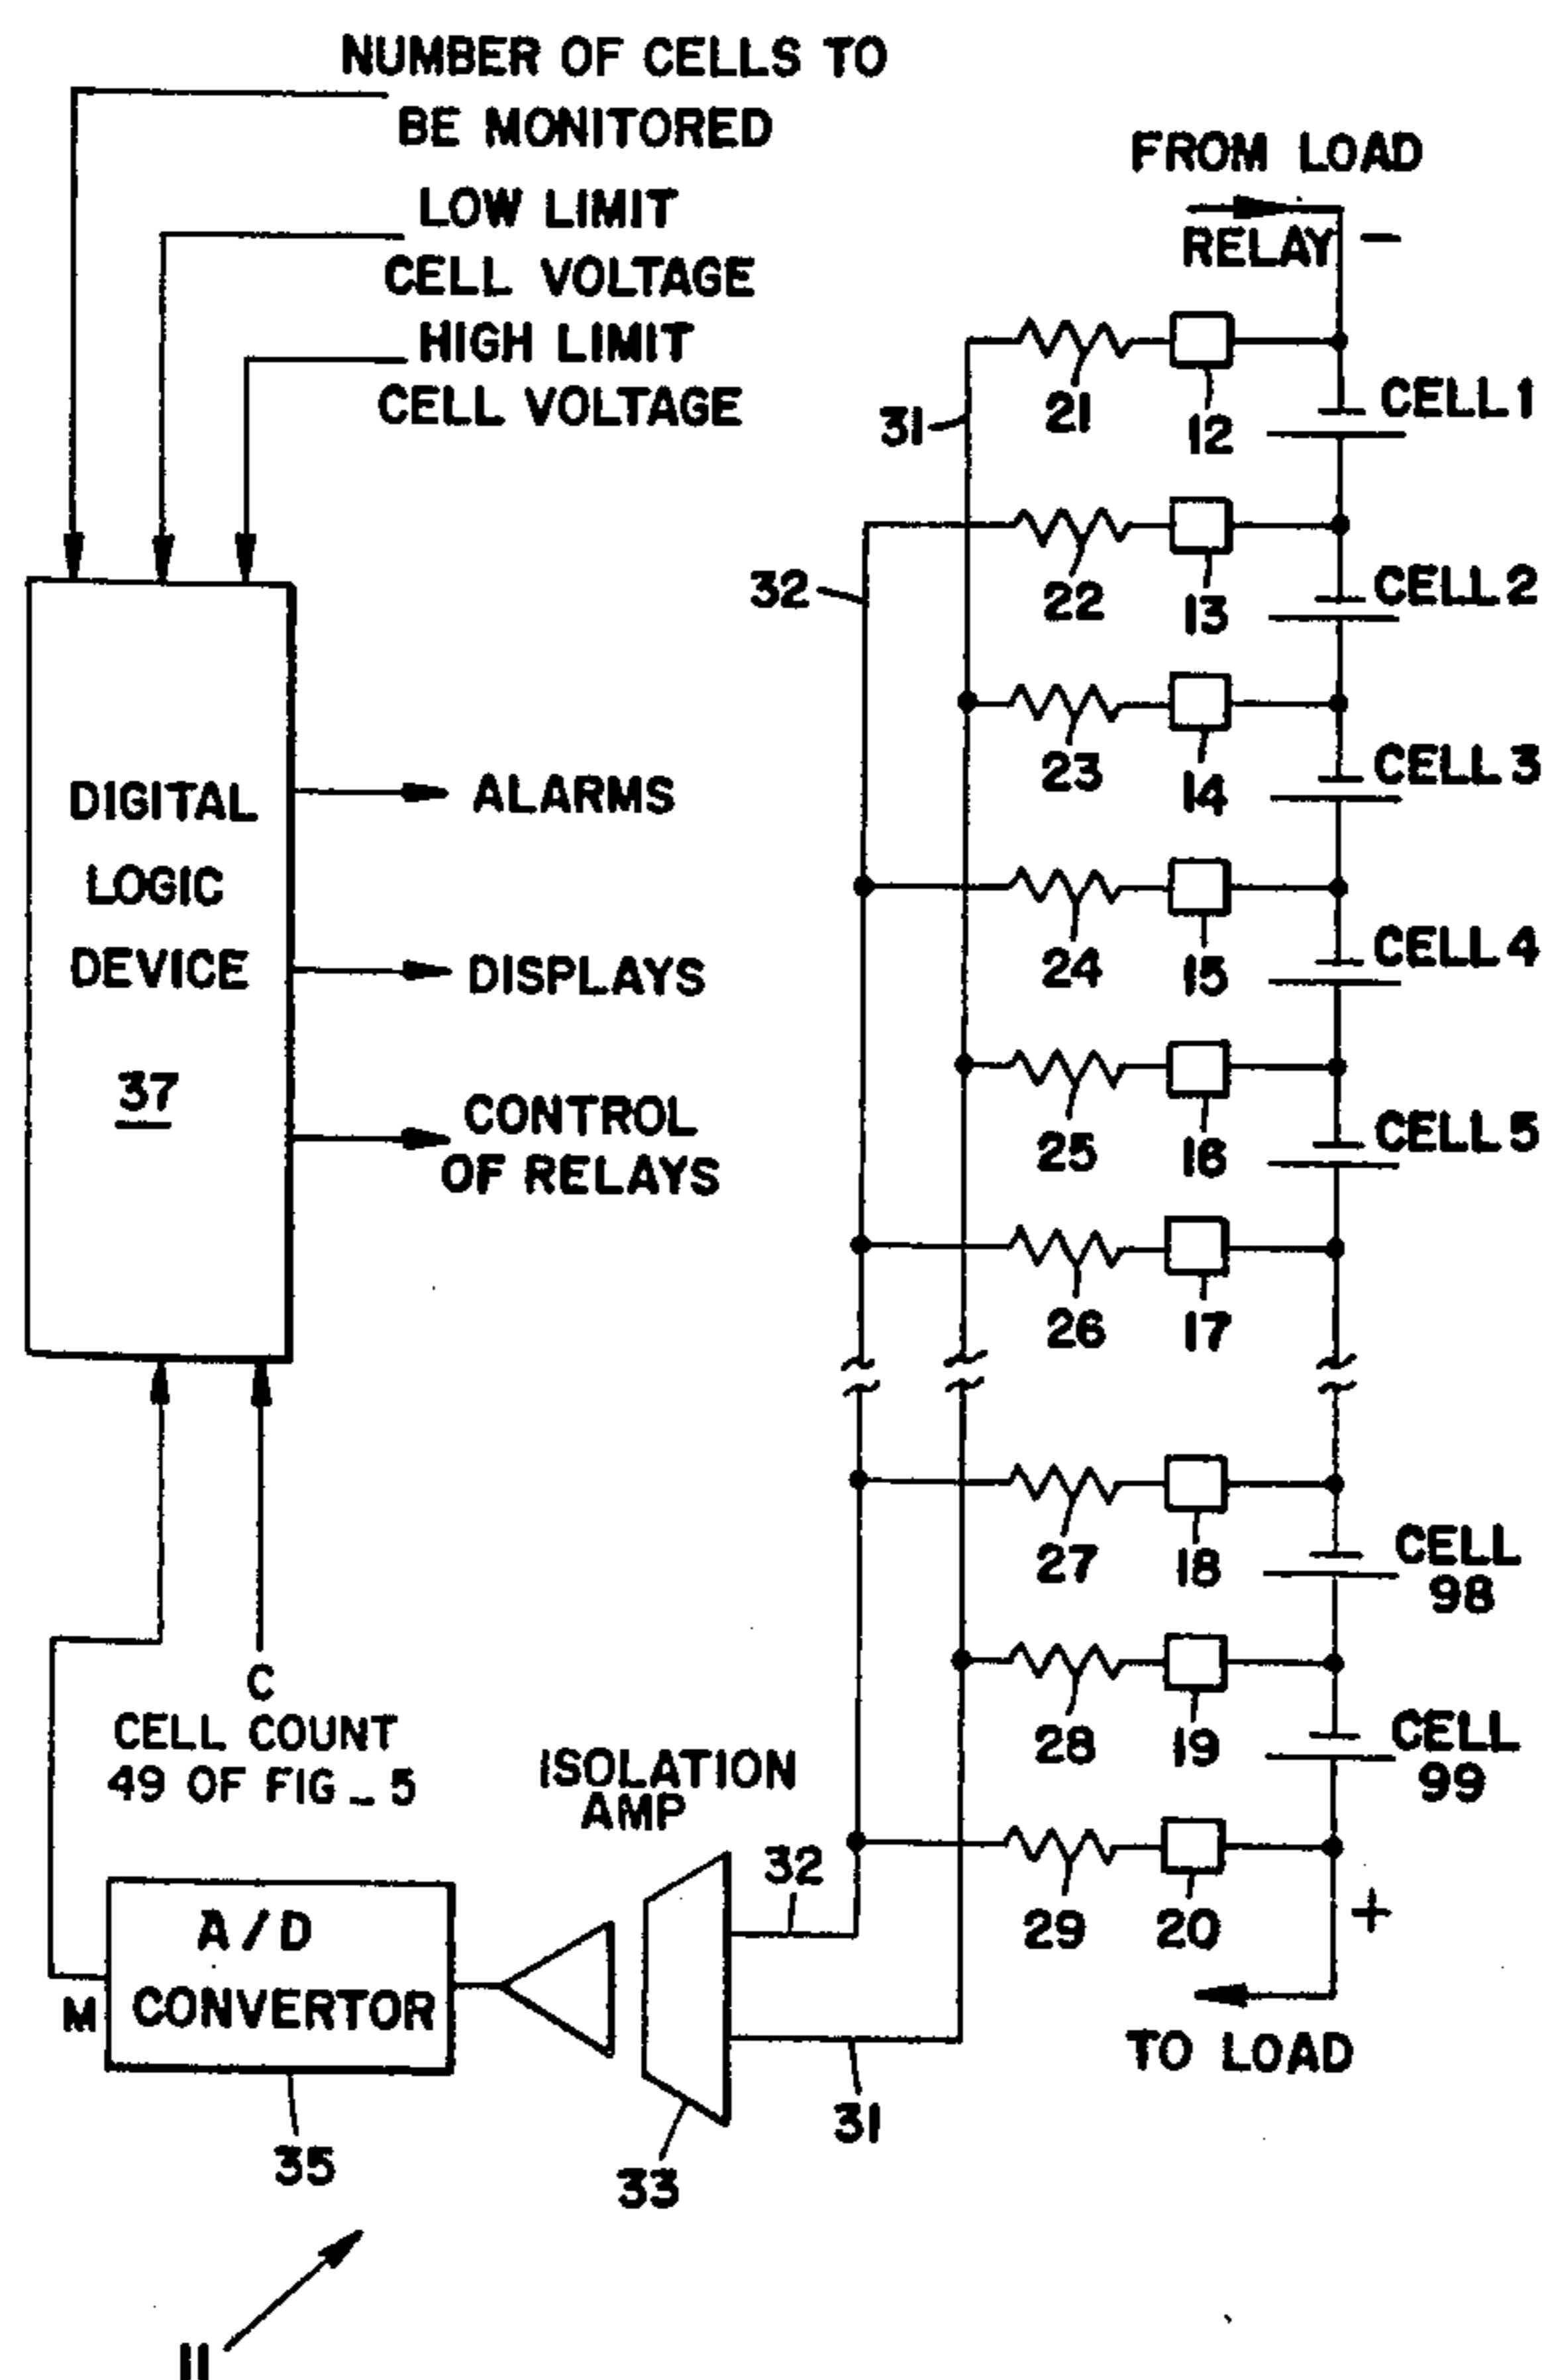 NUMBER OF CELLS TO
BE MONITORED
LOW LIMIT
CELL VOLTAGE
HIGH LIMIT
CELL VOLTAGE
FROM LOAD
RELAY −
21
12
CELL 1
31
22
13
CELL 2
32
23
14
CELL 3
DIGITAL
LOGIC
DEVICE
37
ALARMS
DISPLAYS
CONTROL
OF RELAYS
24
15
CELL 4
25
16
CELL 5
26
17
27
18
CELL
98
28
19
CELL
99
29
20
+
TO LOAD
C
CELL COUNT
49 OF FIG_5
ISOLATION
AMP
32
31
33
A/D
CONVERTOR
M
35
11